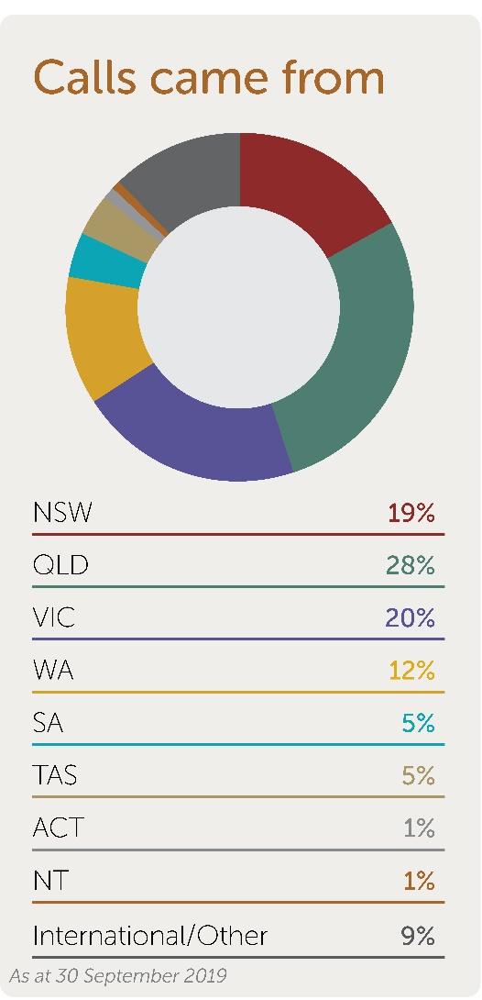 Calls came from
NSW 19%
QLD 28%
VIC 20%
WA 12%
SA 5%
TAS 5%
ACT 1%
NT 1%
International/Other 9%
As at 30 September 2019